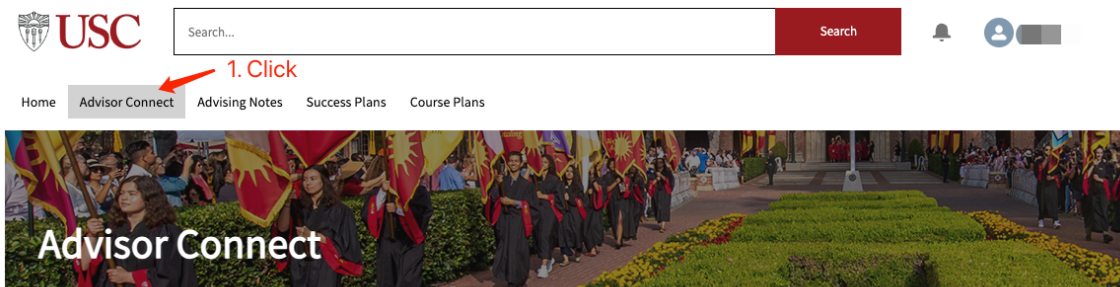 USC
Search...
Search
1. Click
Home
Advisor Connect
Advising Notes
Success Plans
Course Plans
Advisor Connect